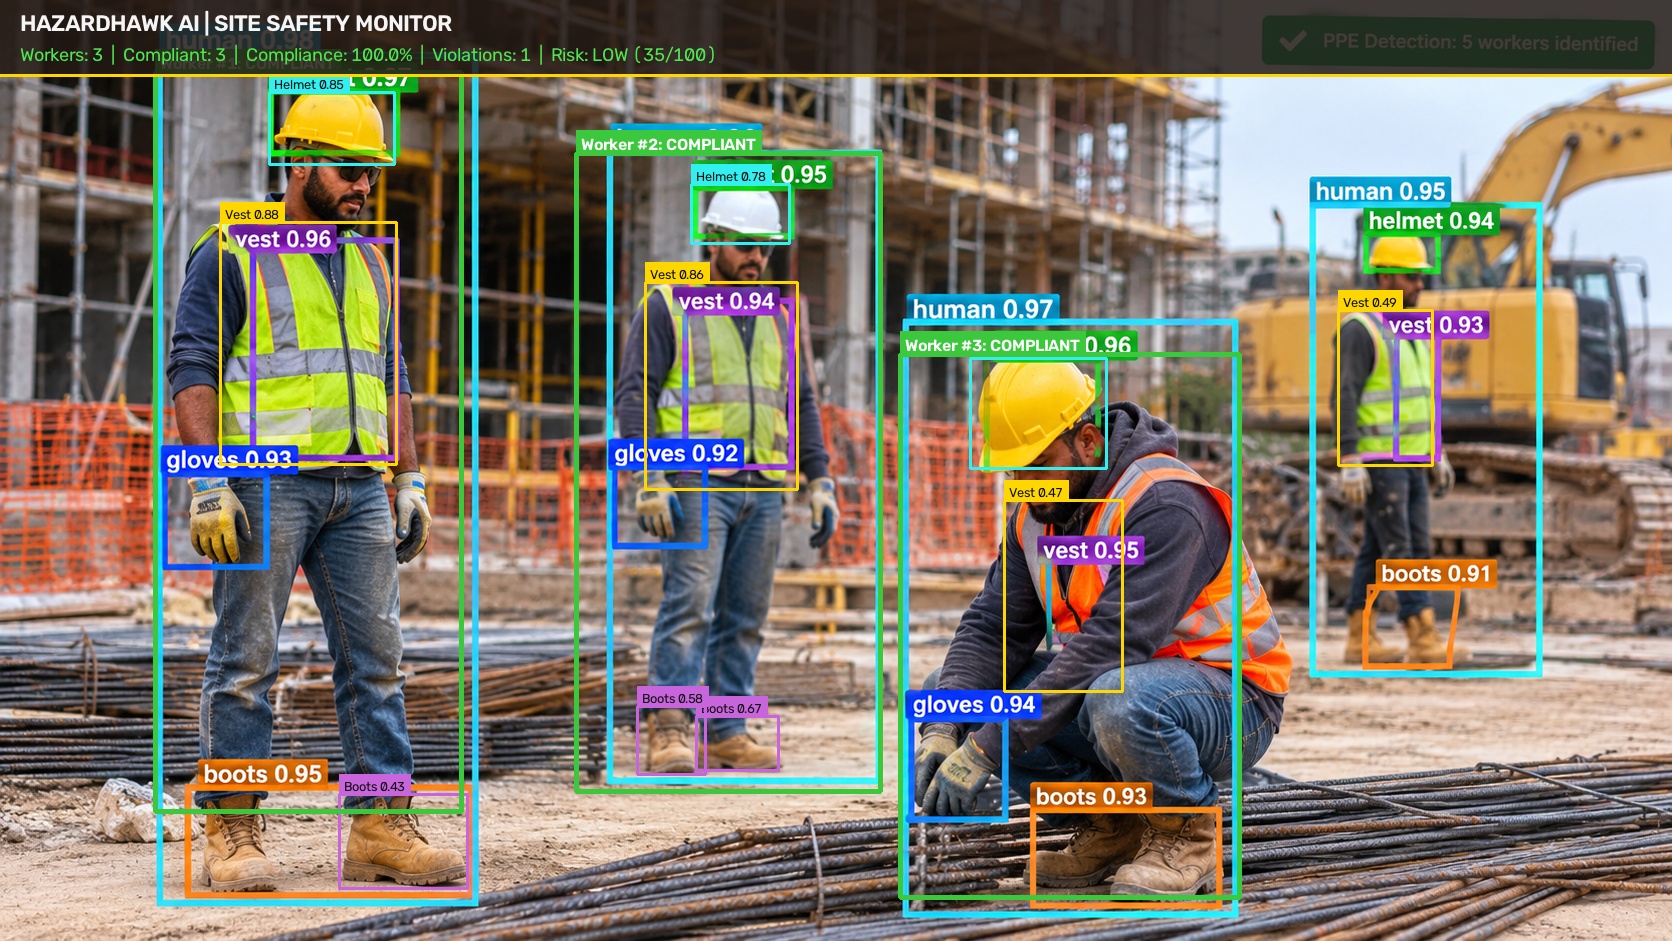 HAZARDHAWK AI | SITE SAFETY MONITOR
Workers: 3 | Compliant: 3 | Compliance: 100.0% | Violations: 1 | Risk: LOW (35/100)
PPE Detection: 5 workers identified
Helmet 0.85
0.97
Worker #2: COMPLIANT
Helmet 0.78
0.95
human 0.95
helmet 0.94
Vest 0.88
vest 0.96
Vest 0.86
vest 0.94
human 0.97
Vest 0.49
vest 0.93
Worker #3: COMPLIANT
0.96
gloves 0.93
gloves 0.92
Vest 0.47
vest 0.95
boots 0.91
Boots 0.58
Boots 0.67
gloves 0.94
boots 0.95
Boots 0.43
boots 0.93